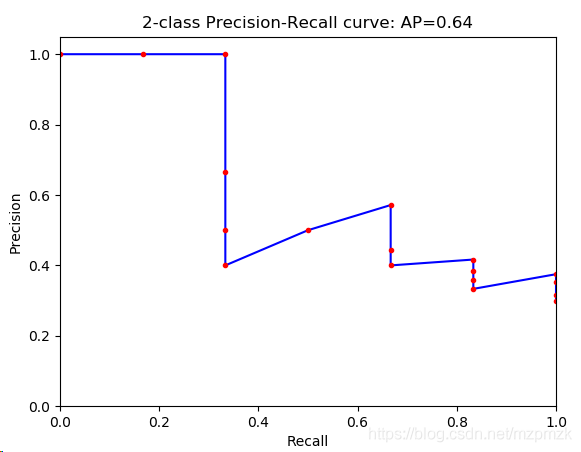 2-class Precision-Recall curve: AP=0.64
1.0
0.8
0.6
0.4
0.2
0.0
Precision
0.0 0.2 0.4 0.6 0.8 1.0
Recall
https://blog.csdn.net/mzpmzk